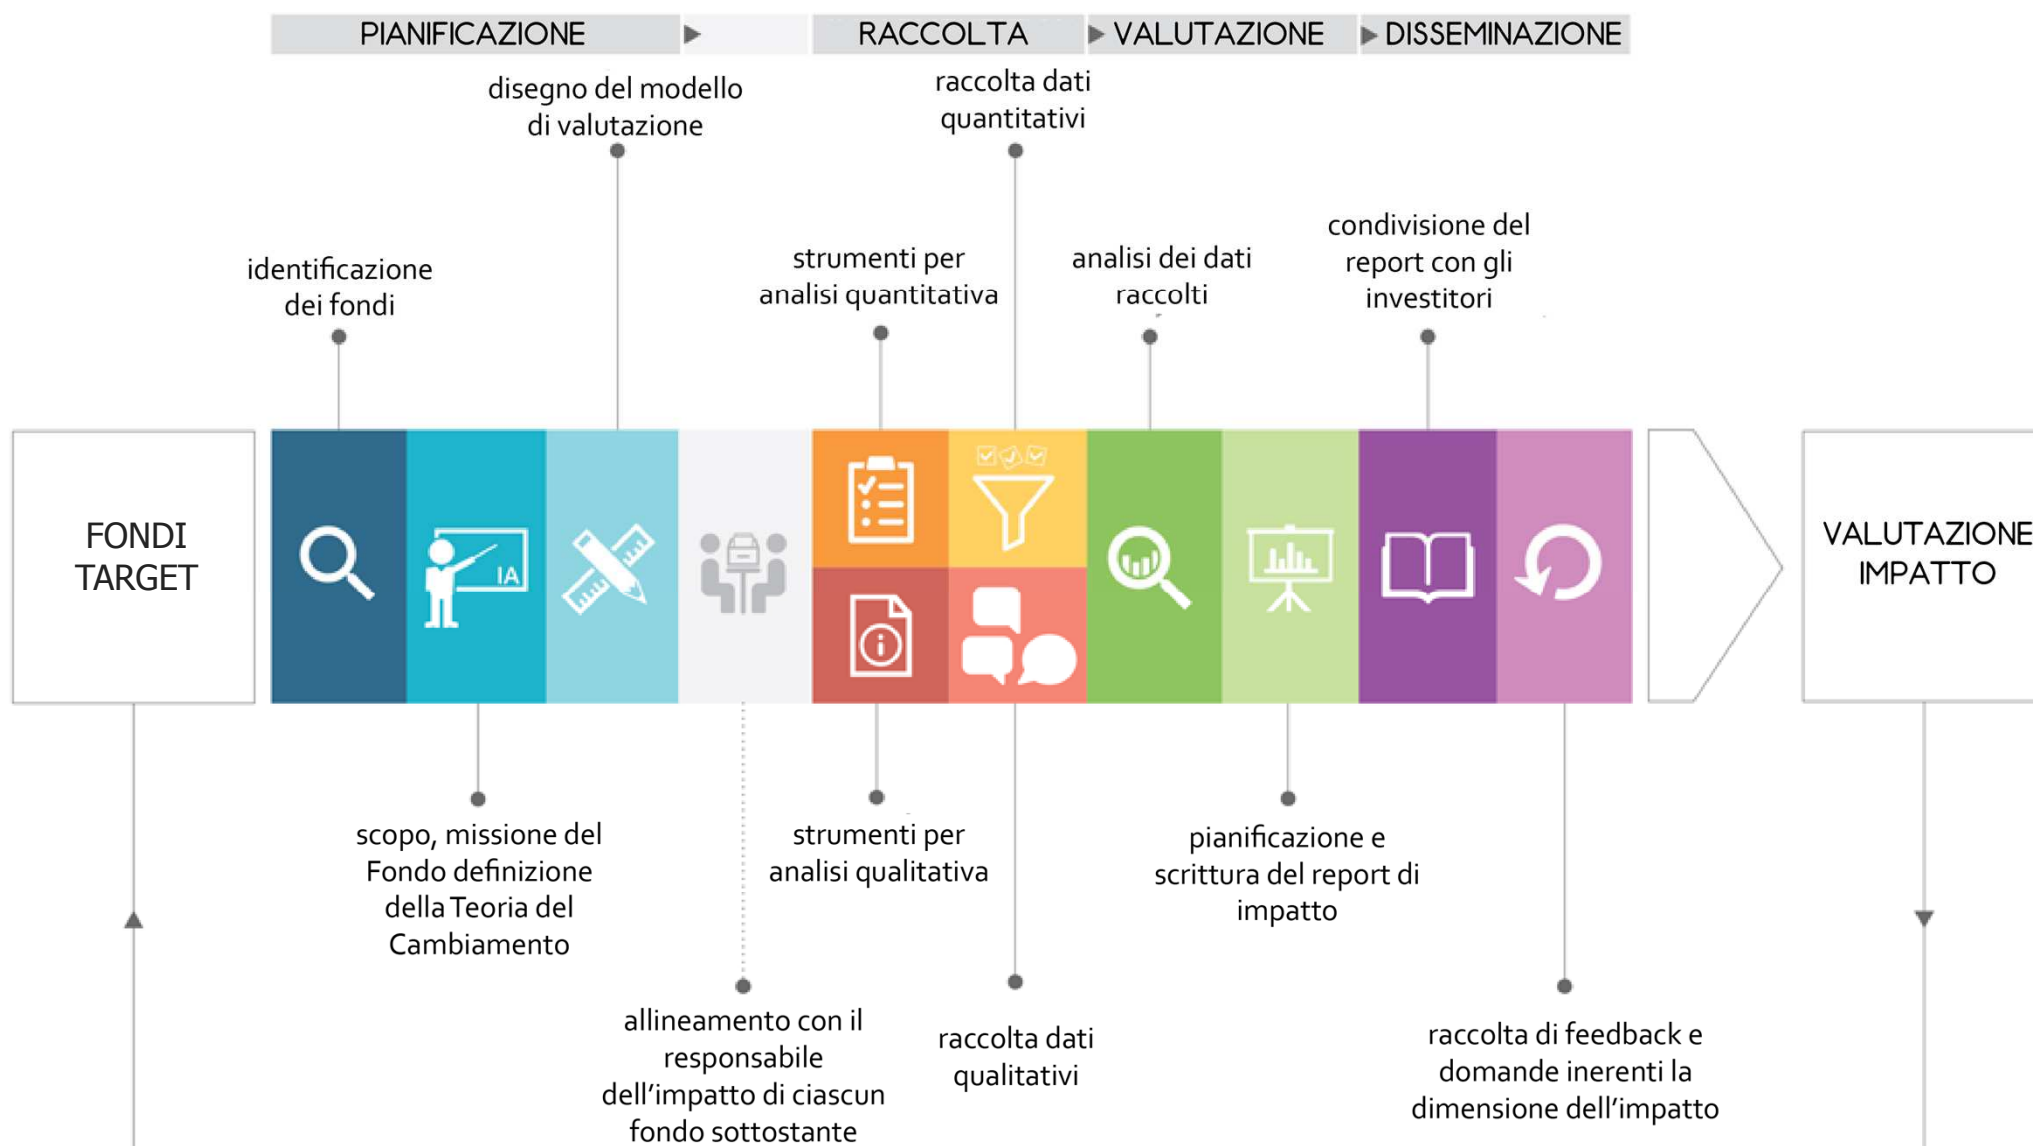 PIANIFICAZIONE
RACCOLTA
VALUTAZIONE
DISSEMINAZIONE
disegno del modello
di valutazione
raccolta dati
quantitativi
identificazione
dei fondi
strumenti per
analisi quantitativa
analisi dei dati
raccolti
condivisione del
report con gli
investitori
FONDI
TARGET
IA
VALUTAZIONE
IMPATTO
scopo, missione del
Fondo definizione
della Teoria del
Cambiamento
strumenti per
analisi qualitativa
pianificazione e
scrittura del report di
impatto
allineamento con il
responsabile
dell'impatto di ciascun
fondo sottostante
raccolta dati
qualitativi
raccolta di feedback e
domande inerenti la
dimensione dell'impatto